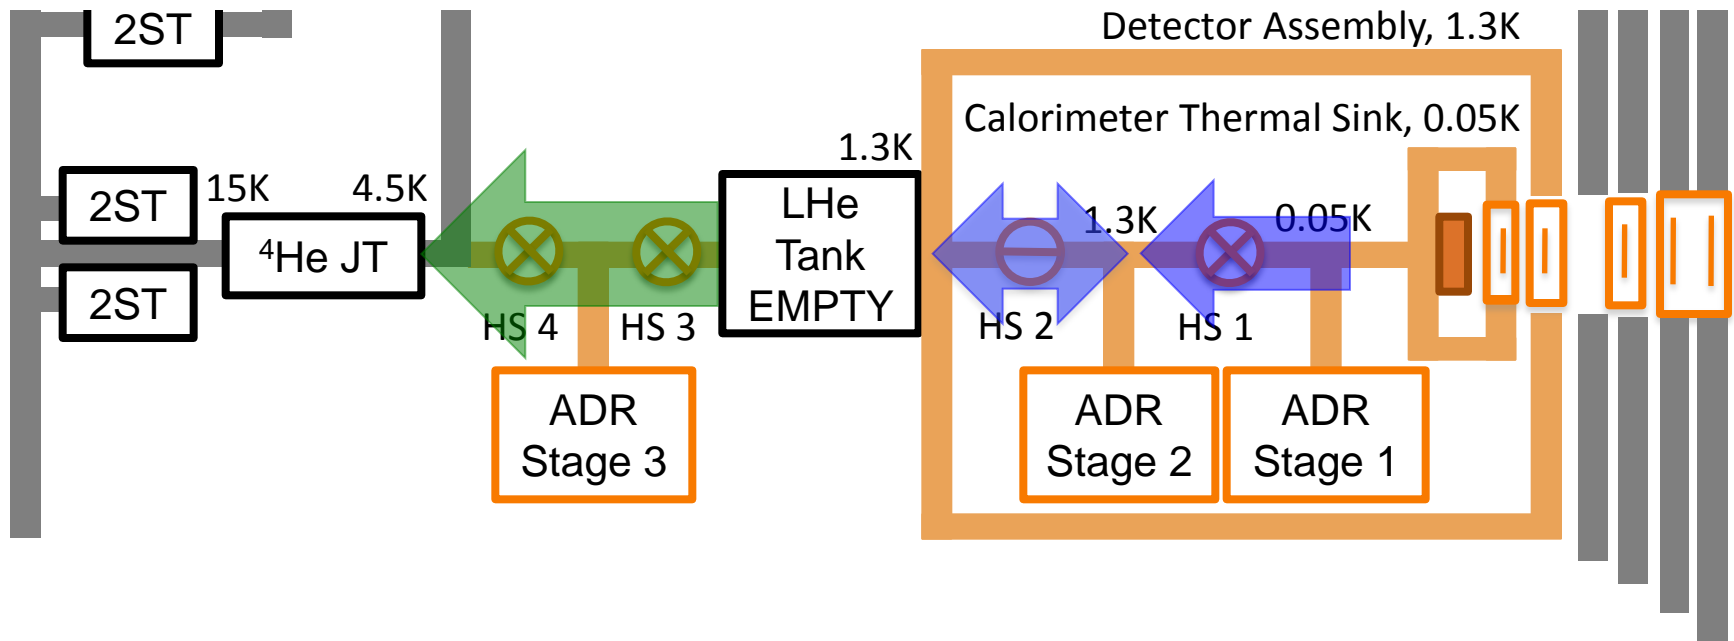 2ST
Detector Assembly, 1.3K
Calorimeter Thermal Sink, 0.05K
1.3K
15K
4.5K
2ST
⁴He JT
2ST
LHe
Tank
EMPTY
1.3K
0.05K
HS 4
HS 3
HS 2
HS 1
ADR
Stage 3
ADR
Stage 2
ADR
Stage 1